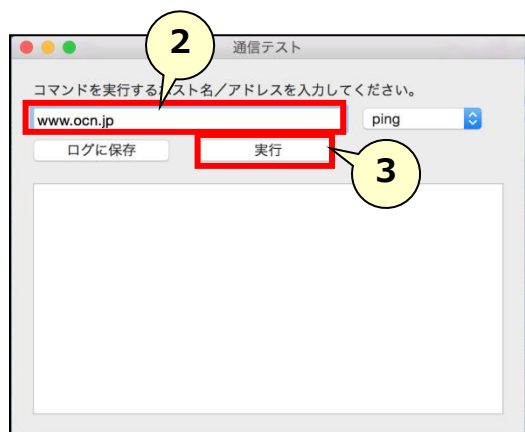 2
通信テスト
コマンドを実行するホスト名／アドレスを入力してください。
www.ocn.jp
ping
ログに保存
実行
3